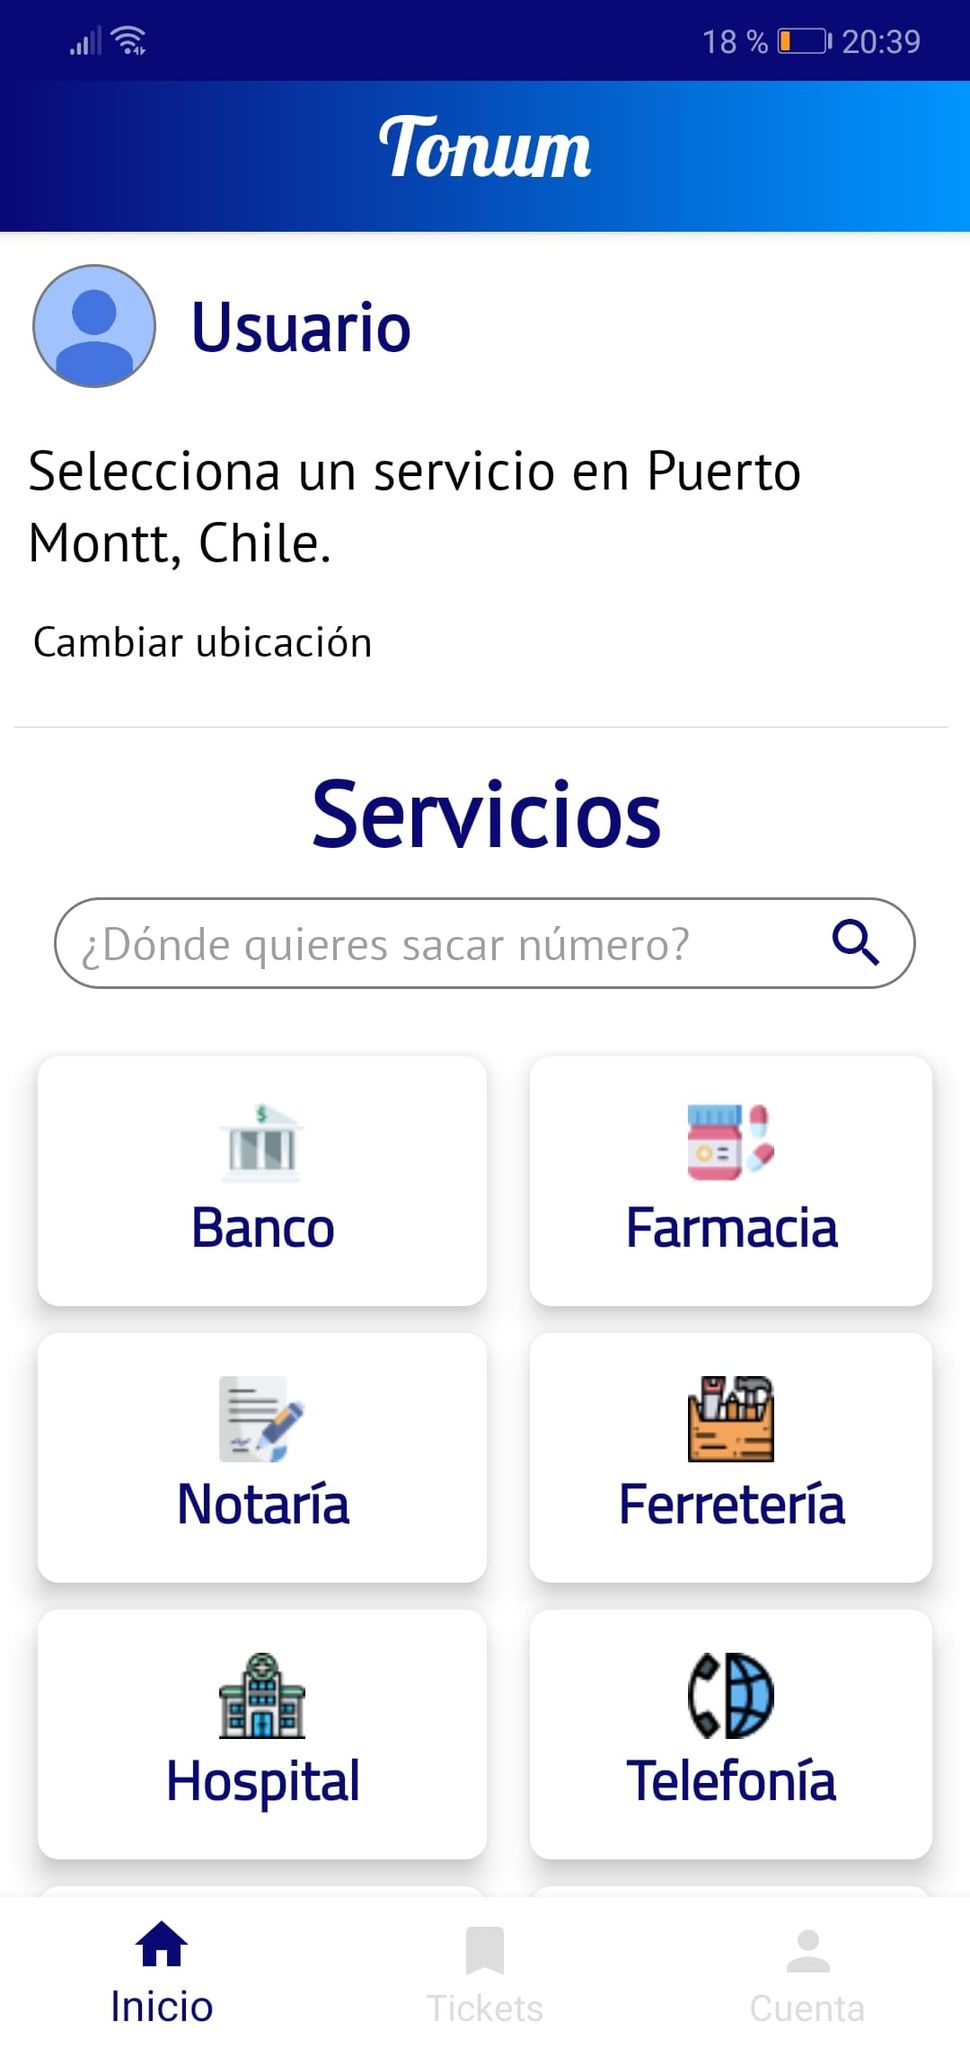 18 % 20:39
Tonum
Usuario
Selecciona un servicio en Puerto
Montt, Chile.
Cambiar ubicación
Servicios
¿Dónde quieres sacar número?
Banco Farmacia
Notaría Ferretería
Hospital Telefonía
Inicio Tickets Cuenta